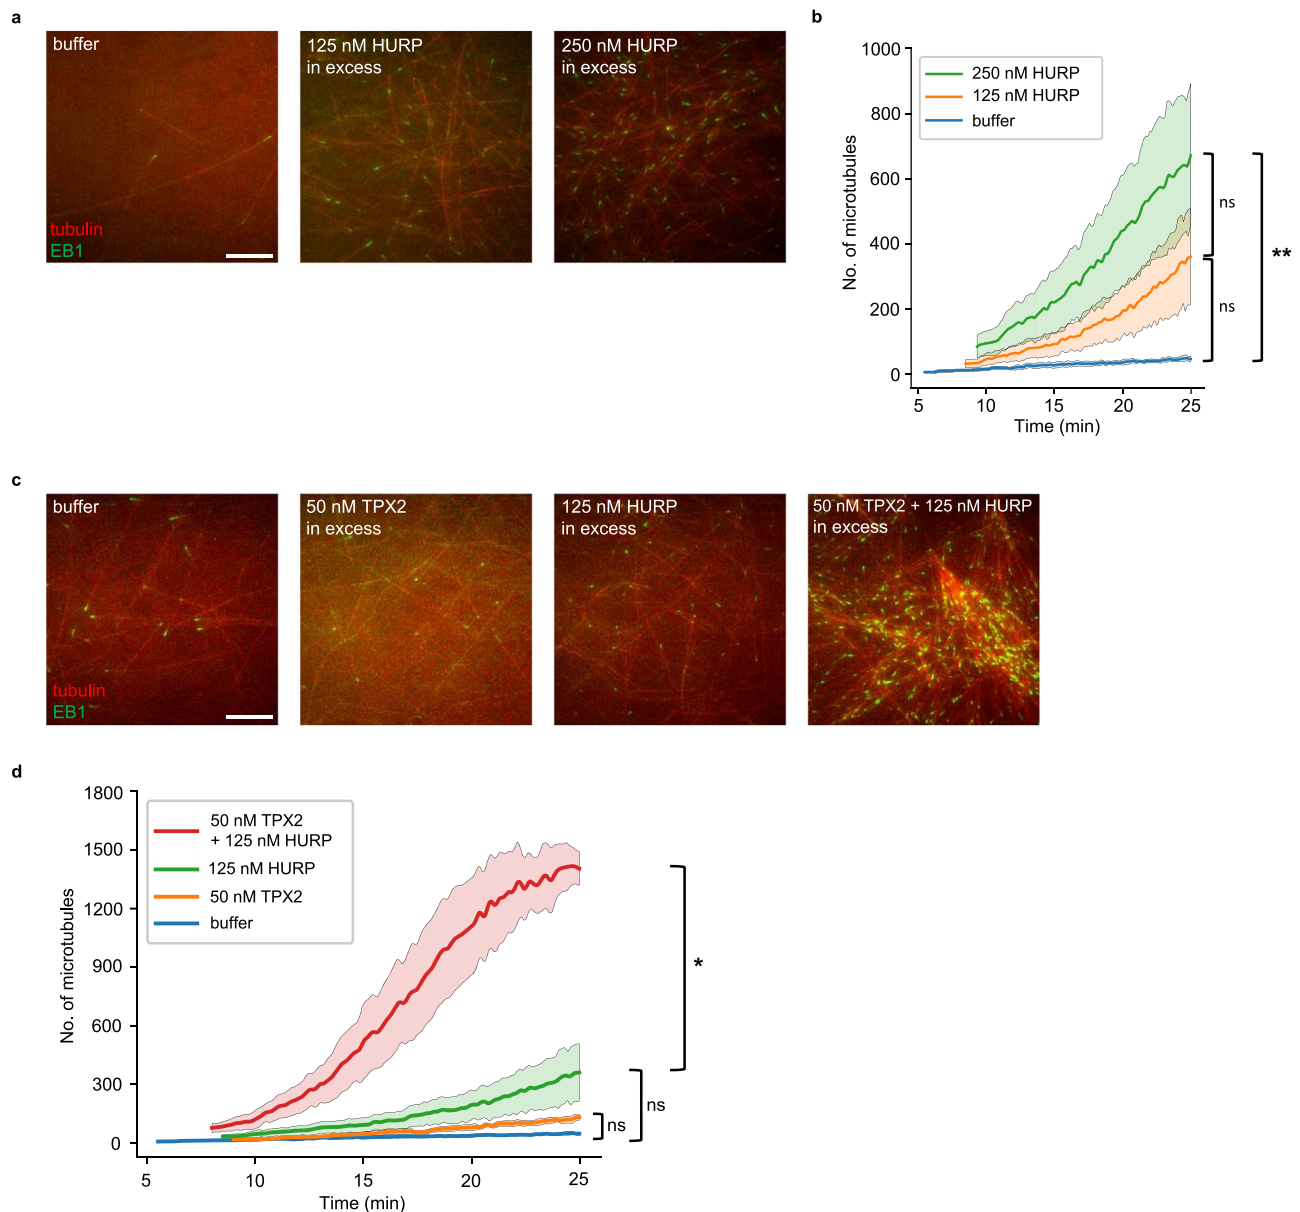 a
buffer
tubulin
EB1
125 nM HURP
in excess
250 nM HURP
in excess
b
No. of microtubules
1000
800
600
400
200
0
250 nM HURP
125 nM HURP
buffer
ns
ns
**
5
10
15
20
25
Time (min)
c
buffer
tubulin
EB1
50 nM TPX2
in excess
125 nM HURP
in excess
50 nM TPX2 + 125 nM HURP
in excess
d
No. of microtubules
1800
1500
1200
900
600
300
0
50 nM TPX2
+ 125 nM HURP
125 nM HURP
50 nM TPX2
buffer
*
ns
ns
5
10
15
20
25
Time (min)